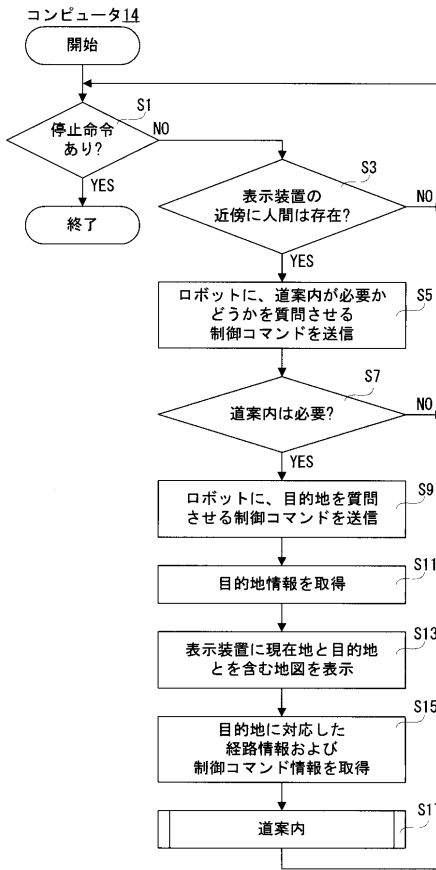 コンピュータ14
開始
S1
停止命令
あり?
NO
YES
終了
S3
表示装置の
近傍に人間は存在?
NO
YES
S5
ロボットに、道案内が必要か
どうかを質問させる
制御コマンドを送信
S7
道案内は必要?
NO
YES
S9
ロボットに、目的地を質問
させる制御コマンドを送信
S11
目的地情報を取得
S13
表示装置に現在地と目的地
とを含む地図を表示
S15
目的地に対応した
経路情報および
制御コマンド情報を取得
S17
道案内